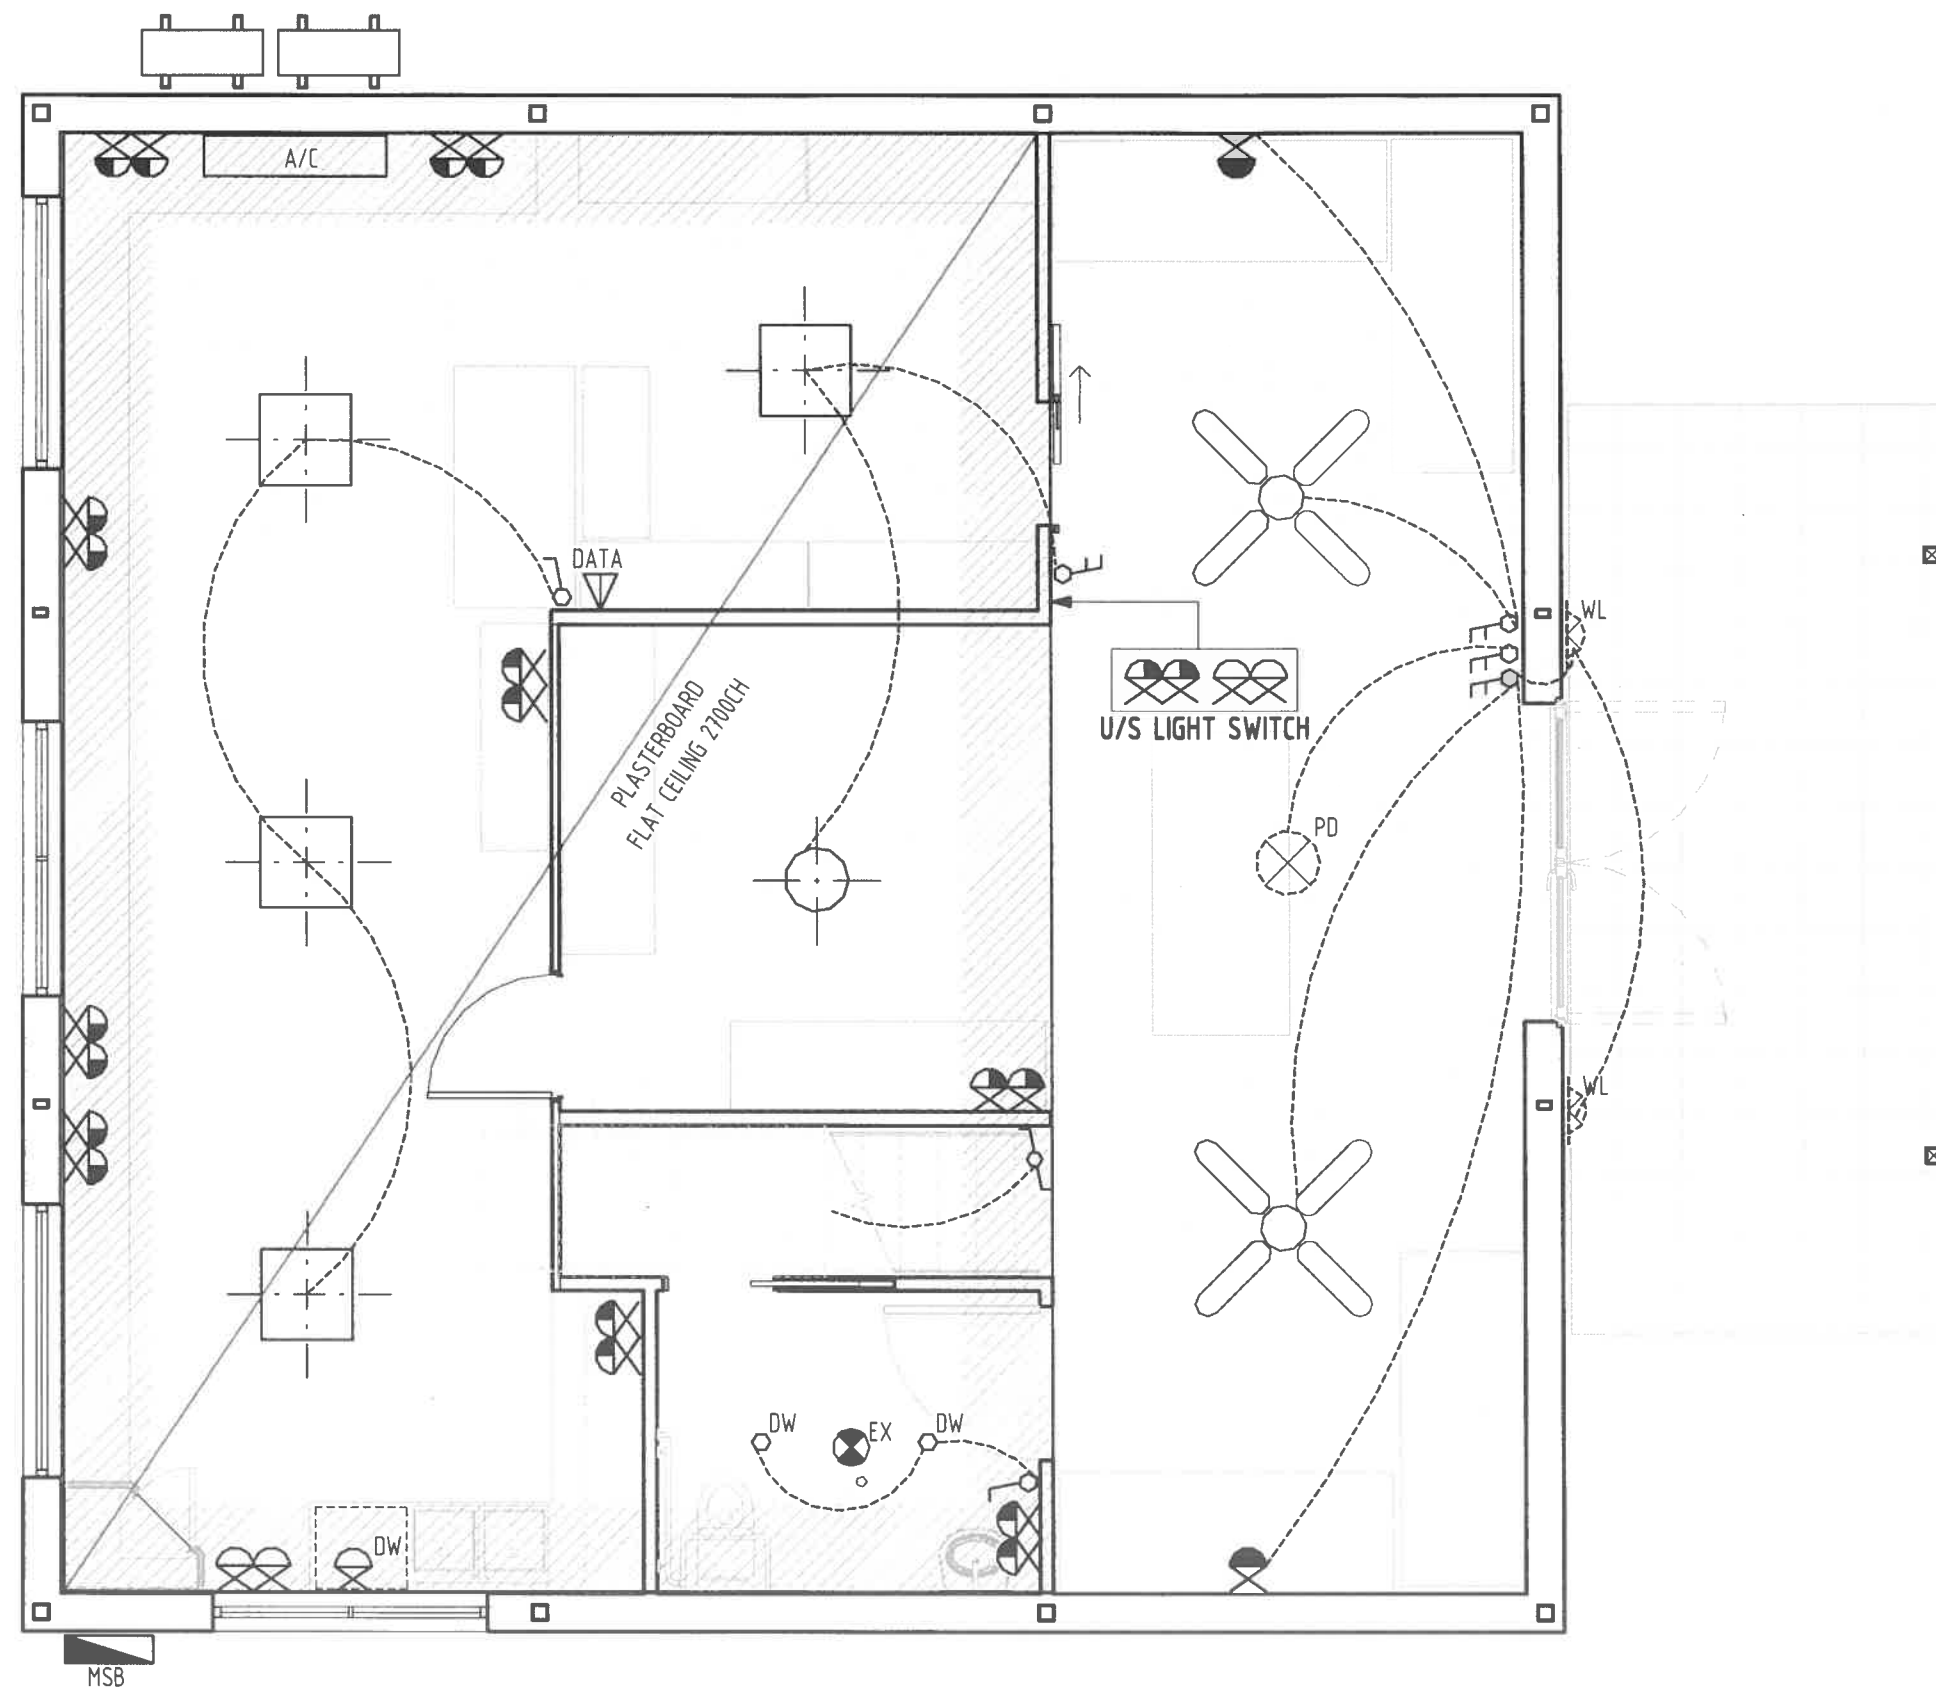 A/C
DATA
WL
U/S LIGHT SWITCH
PLASTERBOARD
FLAT CEILING 2700CH
PD
WL
DW
EX
DW
DW
MSB